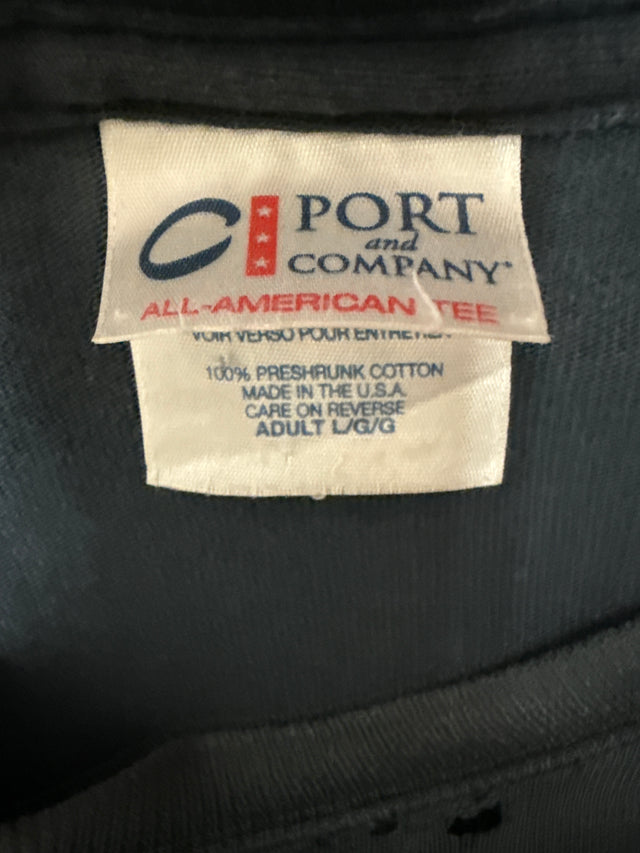 PORT
and
COMPANY
ALL-AMERICAN TEE
VOIR VERSO POUR
100% PRESHRUNK COTTON
MADE IN THE U.S.A.
CARE ON REVERSE
ADULT L/G/G